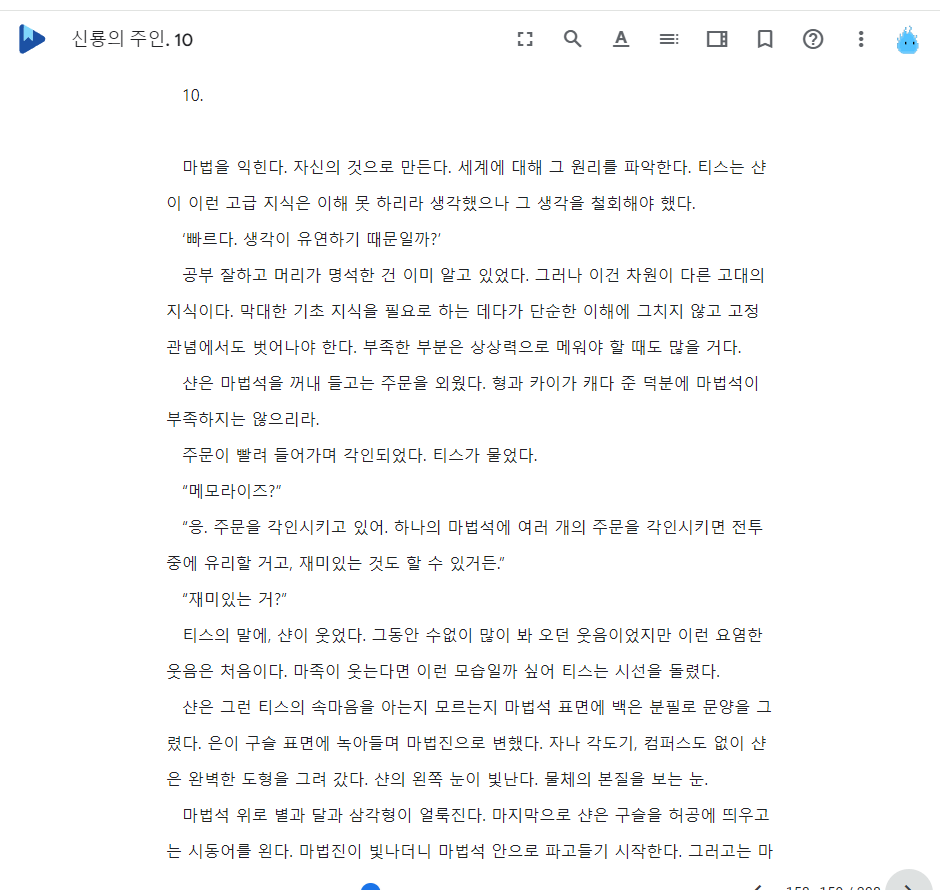 신룡의 주인. 10
10.
마법을 익힌다. 자신의 것으로 만든다. 세계에 대해 그 원리를 파악한다. 티스는 샨
이 이런 고급 지식은 이해 못 하리라 생각했으나 그 생각을 철회해야 했다.
‘빠르다. 생각이 유연하기 때문일까?’
공부 잘하고 머리가 명석한 건 이미 알고 있었다. 그러나 이건 차원이 다른 고대의
지식이다. 막대한 기초 지식을 필요로 하는 데다가 단순한 이해에 그치지 않고 고정
관념에서도 벗어나야 한다. 부족한 부분은 상상력으로 메워야 할 때도 많을 거다.
샨은 마법석을 꺼내 들고는 주문을 외웠다. 형과 카이가 캐다 준 덕분에 마법석이
부족하지는 않으리라.
주문이 빨려 들어가며 각인되었다. 티스가 물었다.
“메모라이즈?”
“응. 주문을 각인시키고 있어. 하나의 마법석에 여러 개의 주문을 각인시키면 전투
중에 유리할 거고, 재미있는 것도 할 수 있거든.”
“재미있는 거?”
티스의 말에, 샨이 웃었다. 그동안 수없이 많이 봐 오던 웃음이었지만 이런 요염한
웃음은 처음이다. 마족이 웃는다면 이런 모습일까 싶어 티스는 시선을 돌렸다.
샨은 그런 티스의 속마음을 아는지 모르는지 마법석 표면에 백은 분필로 문양을 그
렸다. 은이 구슬 표면에 녹아들며 마법진으로 변했다. 자나 각도기, 컴퍼스도 없이 샨
은 완벽한 도형을 그려 갔다. 샨의 왼쪽 눈이 빛난다. 물체의 본질을 보는 눈.
마법석 위로 별과 달과 삼각형이 얼룩진다. 마지막으로 샨은 구슬을 허공에 띄우고
는 시동어를 왼다. 마법진이 빛나더니 마법석 안으로 파고들기 시작한다. 그러고는 마